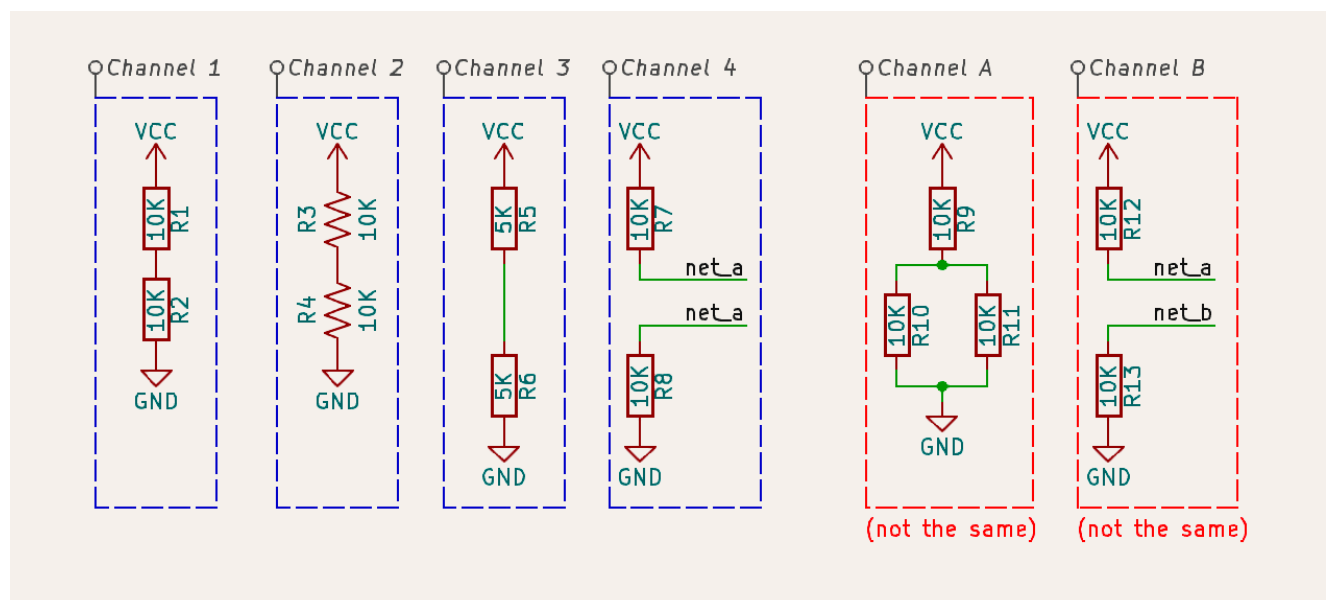 Channel 1
VCC
10K
R1
10K
R2
GND
Channel 2
VCC
R3
10K
R4
10K
GND
Channel 3
VCC
5K
R5
5K
R6
GND
Channel 4
VCC
10K
R7
net_a
net_a
10K
R8
GND
Channel A
VCC
10K
R9
10K
R10
10K
R11
GND
(not the same)
Channel B
VCC
10K
R12
net_a
net_b
10K
R13
GND
(not the same)